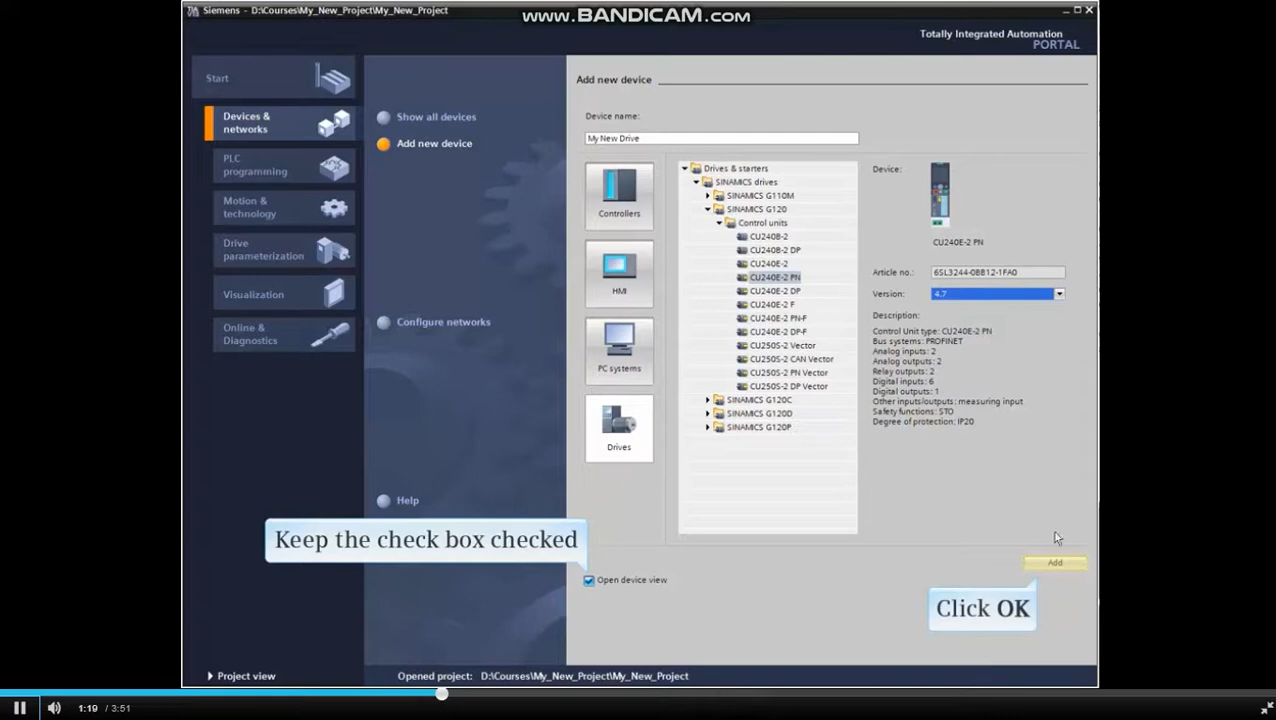 Siemens - D:\Courses\My_New_Project\My_New_Project
www.BANDICAM.com
Totally Integrated Automation
PORTAL
Start
Devices &
networks
PLC
programming
Motion &
technology
Drive
parameterization
Visualization
Online &
Diagnostics
Show all devices
Add new device
Configure networks
Help
Add new device
Device name:
My New Drive
Controllers
HMI
PC systems
Drives
Drives & starters
SINAMICS drives
SINAMICS G110M
SINAMICS G120
Control units
CU240B-2
CU240B-2 DP
CU240E-2
CU240E-2 PN
CU240E-2 DP
CU240E-2 F
CU240E-2 PN-F
CU240E-2 DP-F
CU250S-2 Vector
CU250S-2 CAN Vector
CU250S-2 PN Vector
CU250S-2 DP Vector
SINAMICS G120C
SINAMICS G120D
SINAMICS G120P
Device:
CU240E-2 PN
Article no.: 6SL3244-0BB12-1FA0
Version: 4.7
Description:
Control Unit type: CU240E-2 PN
Bus systems: PROFINET
Analog inputs: 2
Analog outputs: 2
Relay outputs: 2
Digital inputs: 6
Digital outputs: 1
Other inputs/outputs: measuring input
Safety functions: STO
Degree of protection: IP20
Keep the check box checked
Open device view
Add
Click OK
Project view
Opened project: D:\Courses\My_New_Project\My_New_Project
1:19 / 3:51